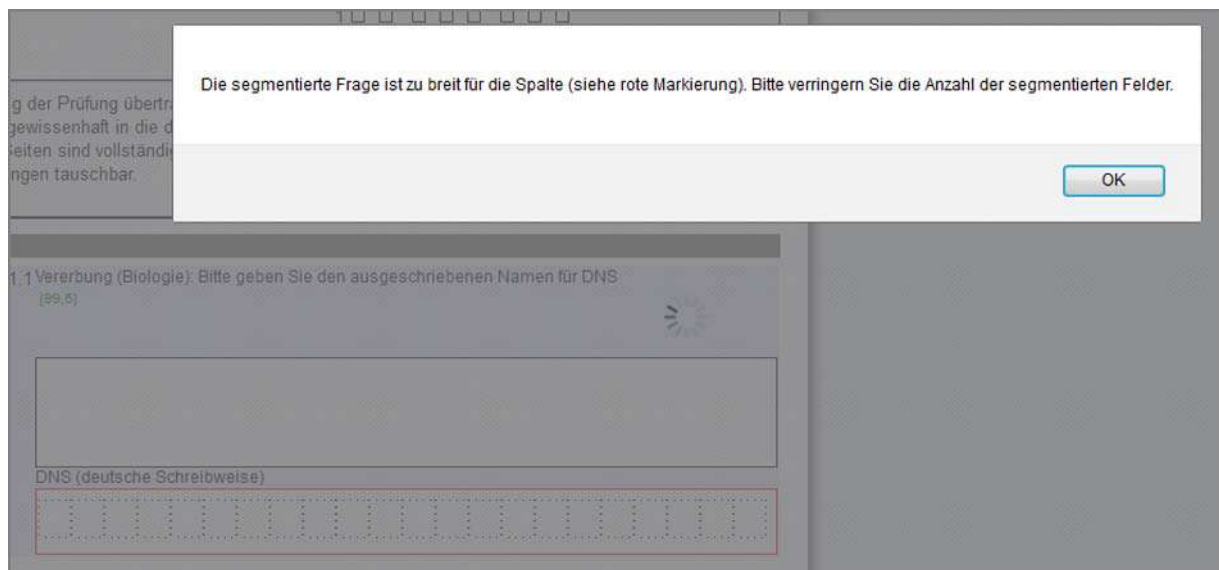 Die segmentierte Frage ist zu breit für die Spalte (siehe rote Markierung). Bitte verringern Sie die Anzahl der segmentierten Felder.
OK
g der Prüfung übertr
gewissenhaft in die d
Seiten sind vollständi
ngen tauschbar.
1.1 Vererbung (Biologie): Bitte geben Sie den ausgeschriebenen Namen für DNS
DNS (deutsche Schreibweise)